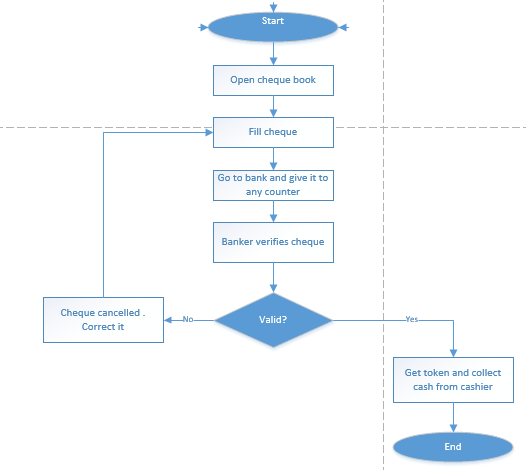 Start
Open cheque book
Fill cheque
Go to bank and give it to
any counter
Banker verifies cheque
Cheque cancelled .
Correct it
No
Valid?
Yes
Get token and collect
cash from cashier
End